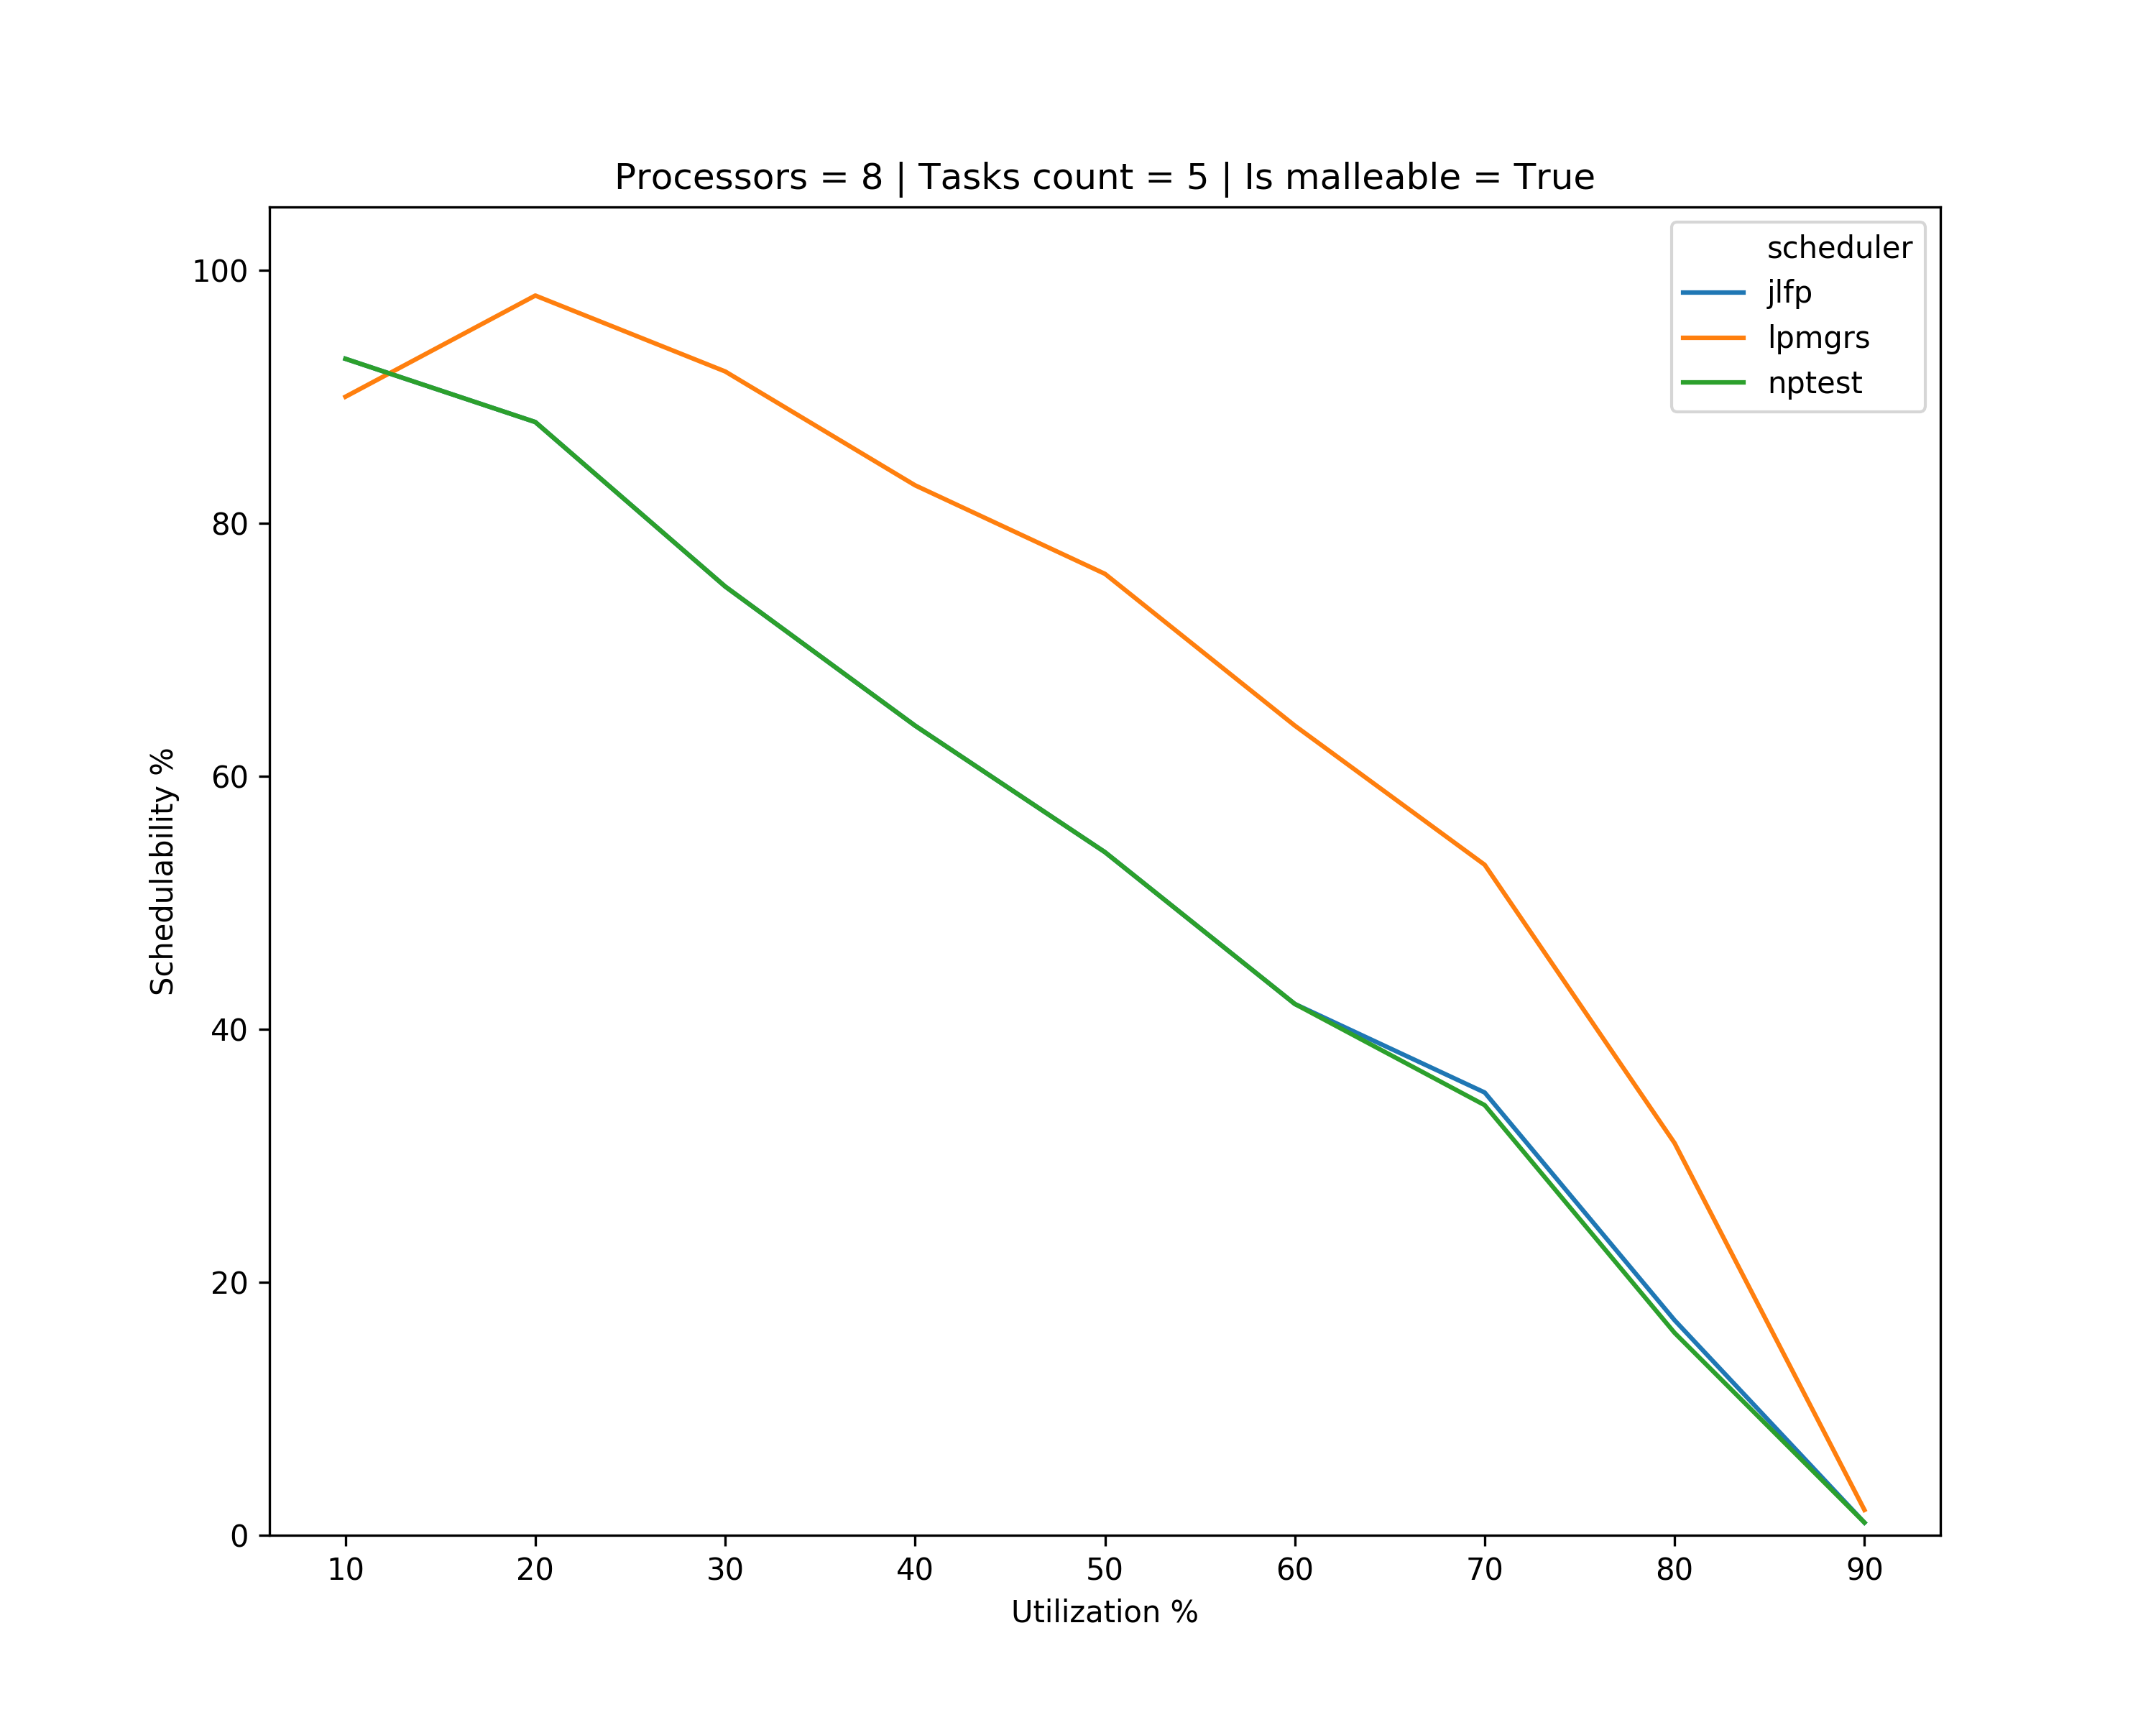 Processors = 8 | Tasks count = 5 | Is malleable = True
scheduler
jlfp
lpmgrs
nptest
Schedulability %
100
80
60
40
20
0
10 20 30 40 50 60 70 80 90
Utilization %